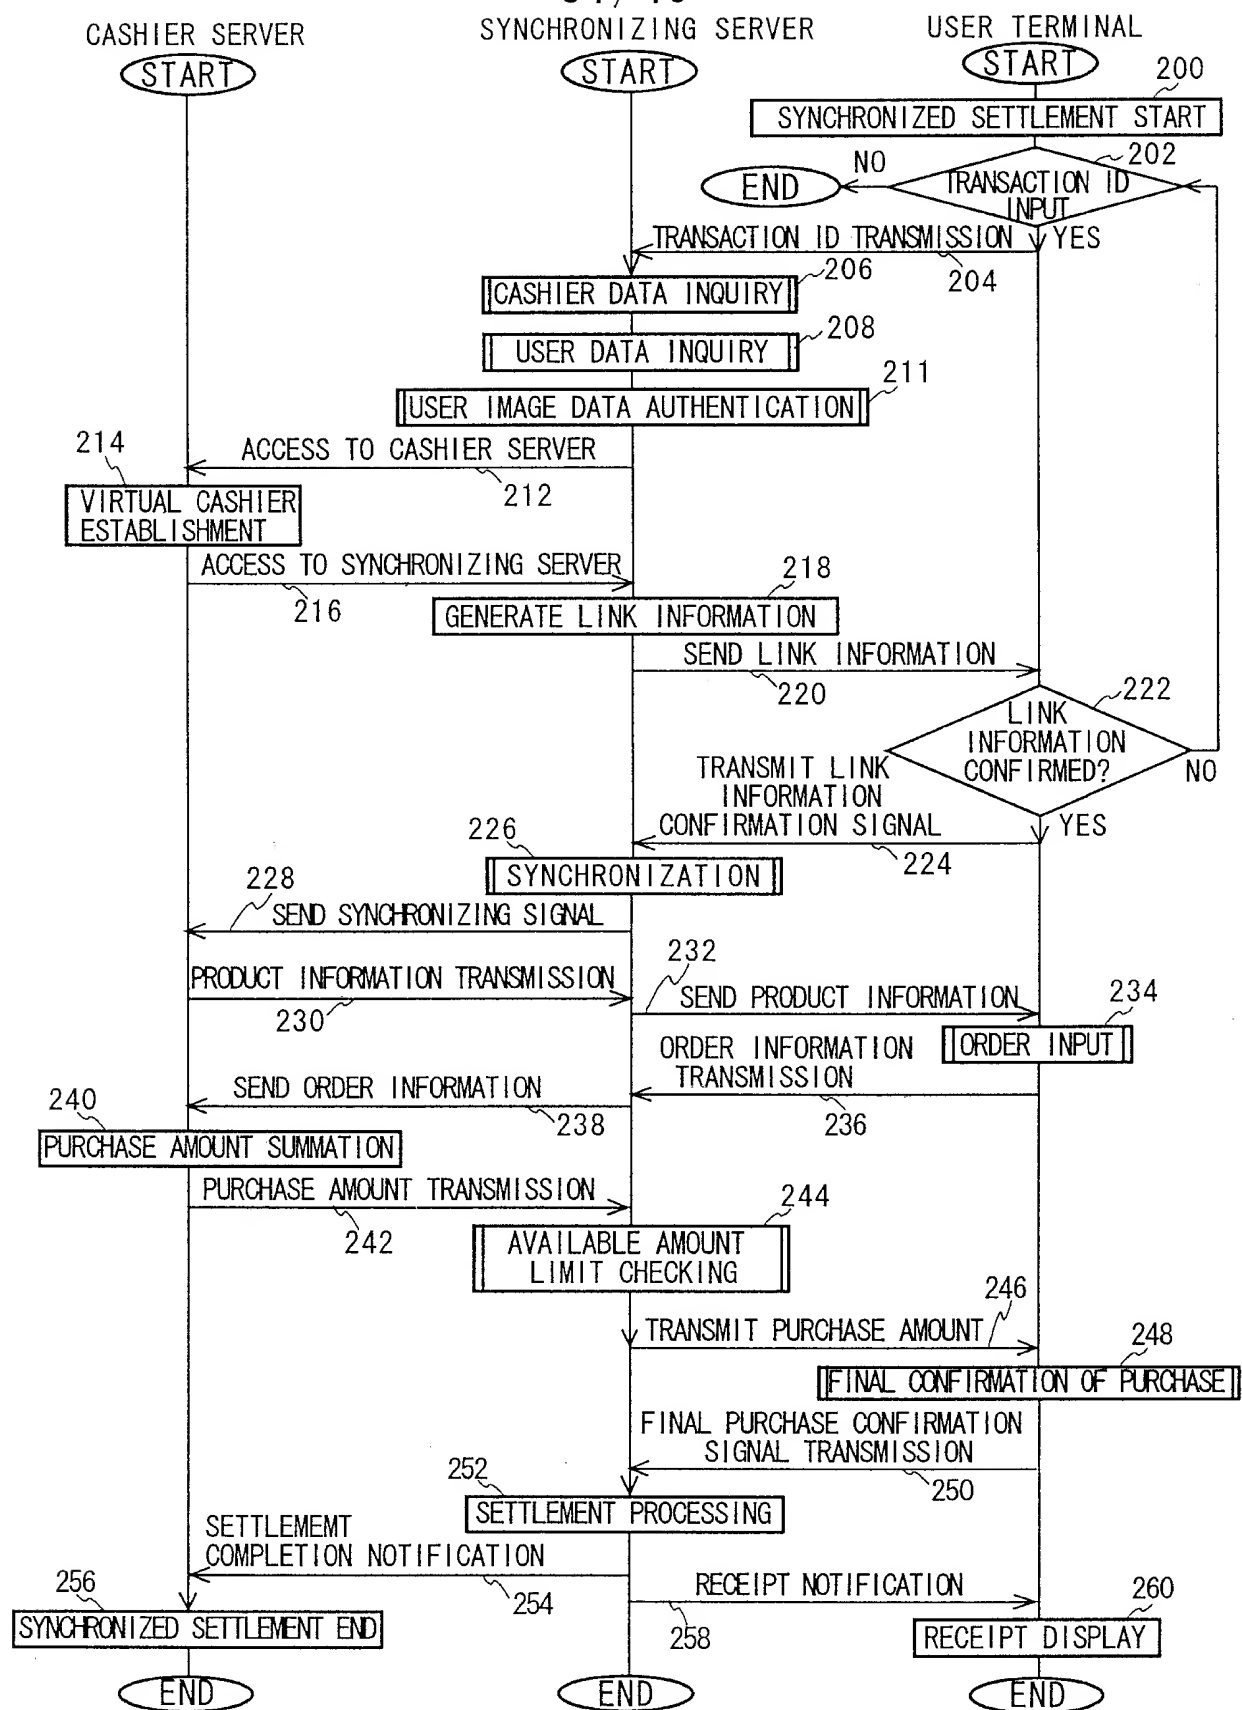 CASHIER SERVER
SYNCHRONIZING SERVER
USER TERMINAL
START
START
START
200
SYNCHRONIZED SETTLEMENT START
202
NO
END
TRANSACTION ID
INPUT
YES
TRANSACTION ID TRANSMISSION
204
206
CASHIER DATA INQUIRY
208
USER DATA INQUIRY
211
USER IMAGE DATA AUTHENTICATION
214
ACCESS TO CASHIER SERVER
212
VIRTUAL CASHIER
ESTABLISHMENT
ACCESS TO SYNCHRONIZING SERVER
216
218
GENERATE LINK INFORMATION
SEND LINK INFORMATION
220
222
LINK
INFORMATION
CONFIRMED?
NO
TRANSMIT LINK
INFORMATION
CONFIRMATION SIGNAL
YES
224
226
SYNCHRONIZATION
228
SEND SYNCHRONIZING SIGNAL
PRODUCT INFORMATION TRANSMISSION
230
232
SEND PRODUCT INFORMATION
234
ORDER INPUT
ORDER INFORMATION
TRANSMISSION
236
SEND ORDER INFORMATION
238
240
PURCHASE AMOUNT SUMMATION
PURCHASE AMOUNT TRANSMISSION
242
244
AVAILABLE AMOUNT
LIMIT CHECKING
246
TRANSMIT PURCHASE AMOUNT
248
FINAL CONFIRMATION OF PURCHASE
FINAL PURCHASE CONFIRMATION
SIGNAL TRANSMISSION
250
252
SETTLEMENT PROCESSING
SETTLEMEMT
COMPLETION NOTIFICATION
254
256
SYNCHRONIZED SETTLEMENT END
RECEIPT NOTIFICATION
258
260
RECEIPT DISPLAY
END
END
END